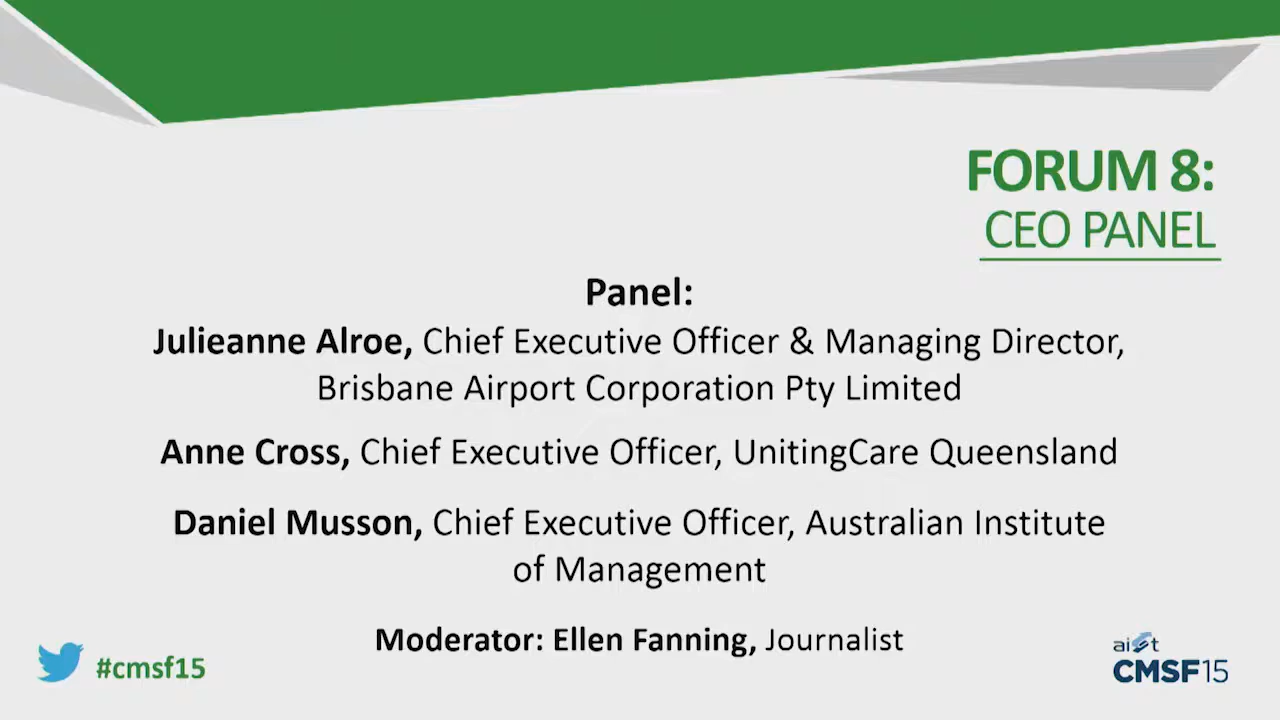 FORUM 8:
CEO PANEL
Panel:
Julieanne Alroe, Chief Executive Officer & Managing Director,
Brisbane Airport Corporation Pty Limited
Anne Cross, Chief Executive Officer, UnitingCare Queensland
Daniel Musson, Chief Executive Officer, Australian Institute
of Management
Moderator: Ellen Fanning, Journalist
#cmsf15
aist
CMSF15